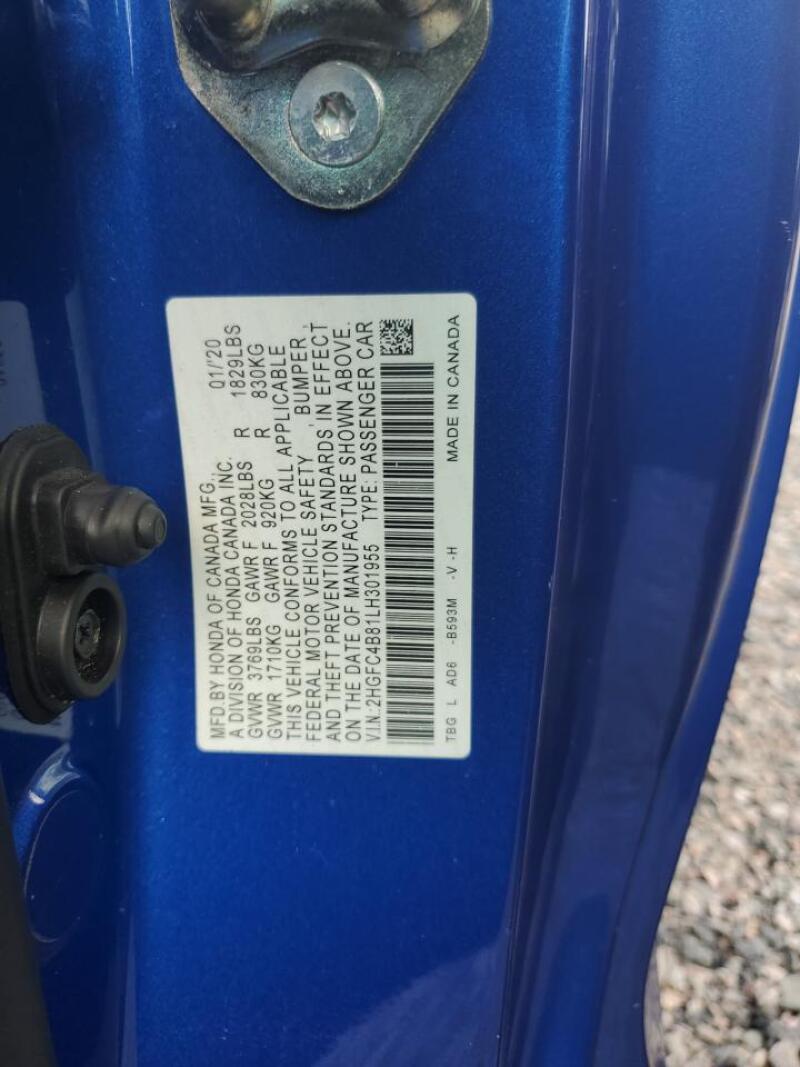 MFD.BY HONDA OF CANADA MFG., 01/'20
A DIVISION OF HONDA CANADA INC.
GVWR 3769LBS GAWR F 2028LBS R 1829LBS
GVWR 1710KG GAWR F 920KG R 830KG
THIS VEHICLE CONFORMS TO ALL APPLICABLE
FEDERAL MOTOR VEHICLE SAFETY , BUMPER ,
AND THEFT PREVENTION STANDARDS IN EFFECT
ON THE DATE OF MANUFACTURE SHOWN ABOVE.
V.I.N.:2HGFC4B81LH301955 TYPE: PASSENGER CAR
TBG L AD6 -B593M -V -H MADE IN CANADA